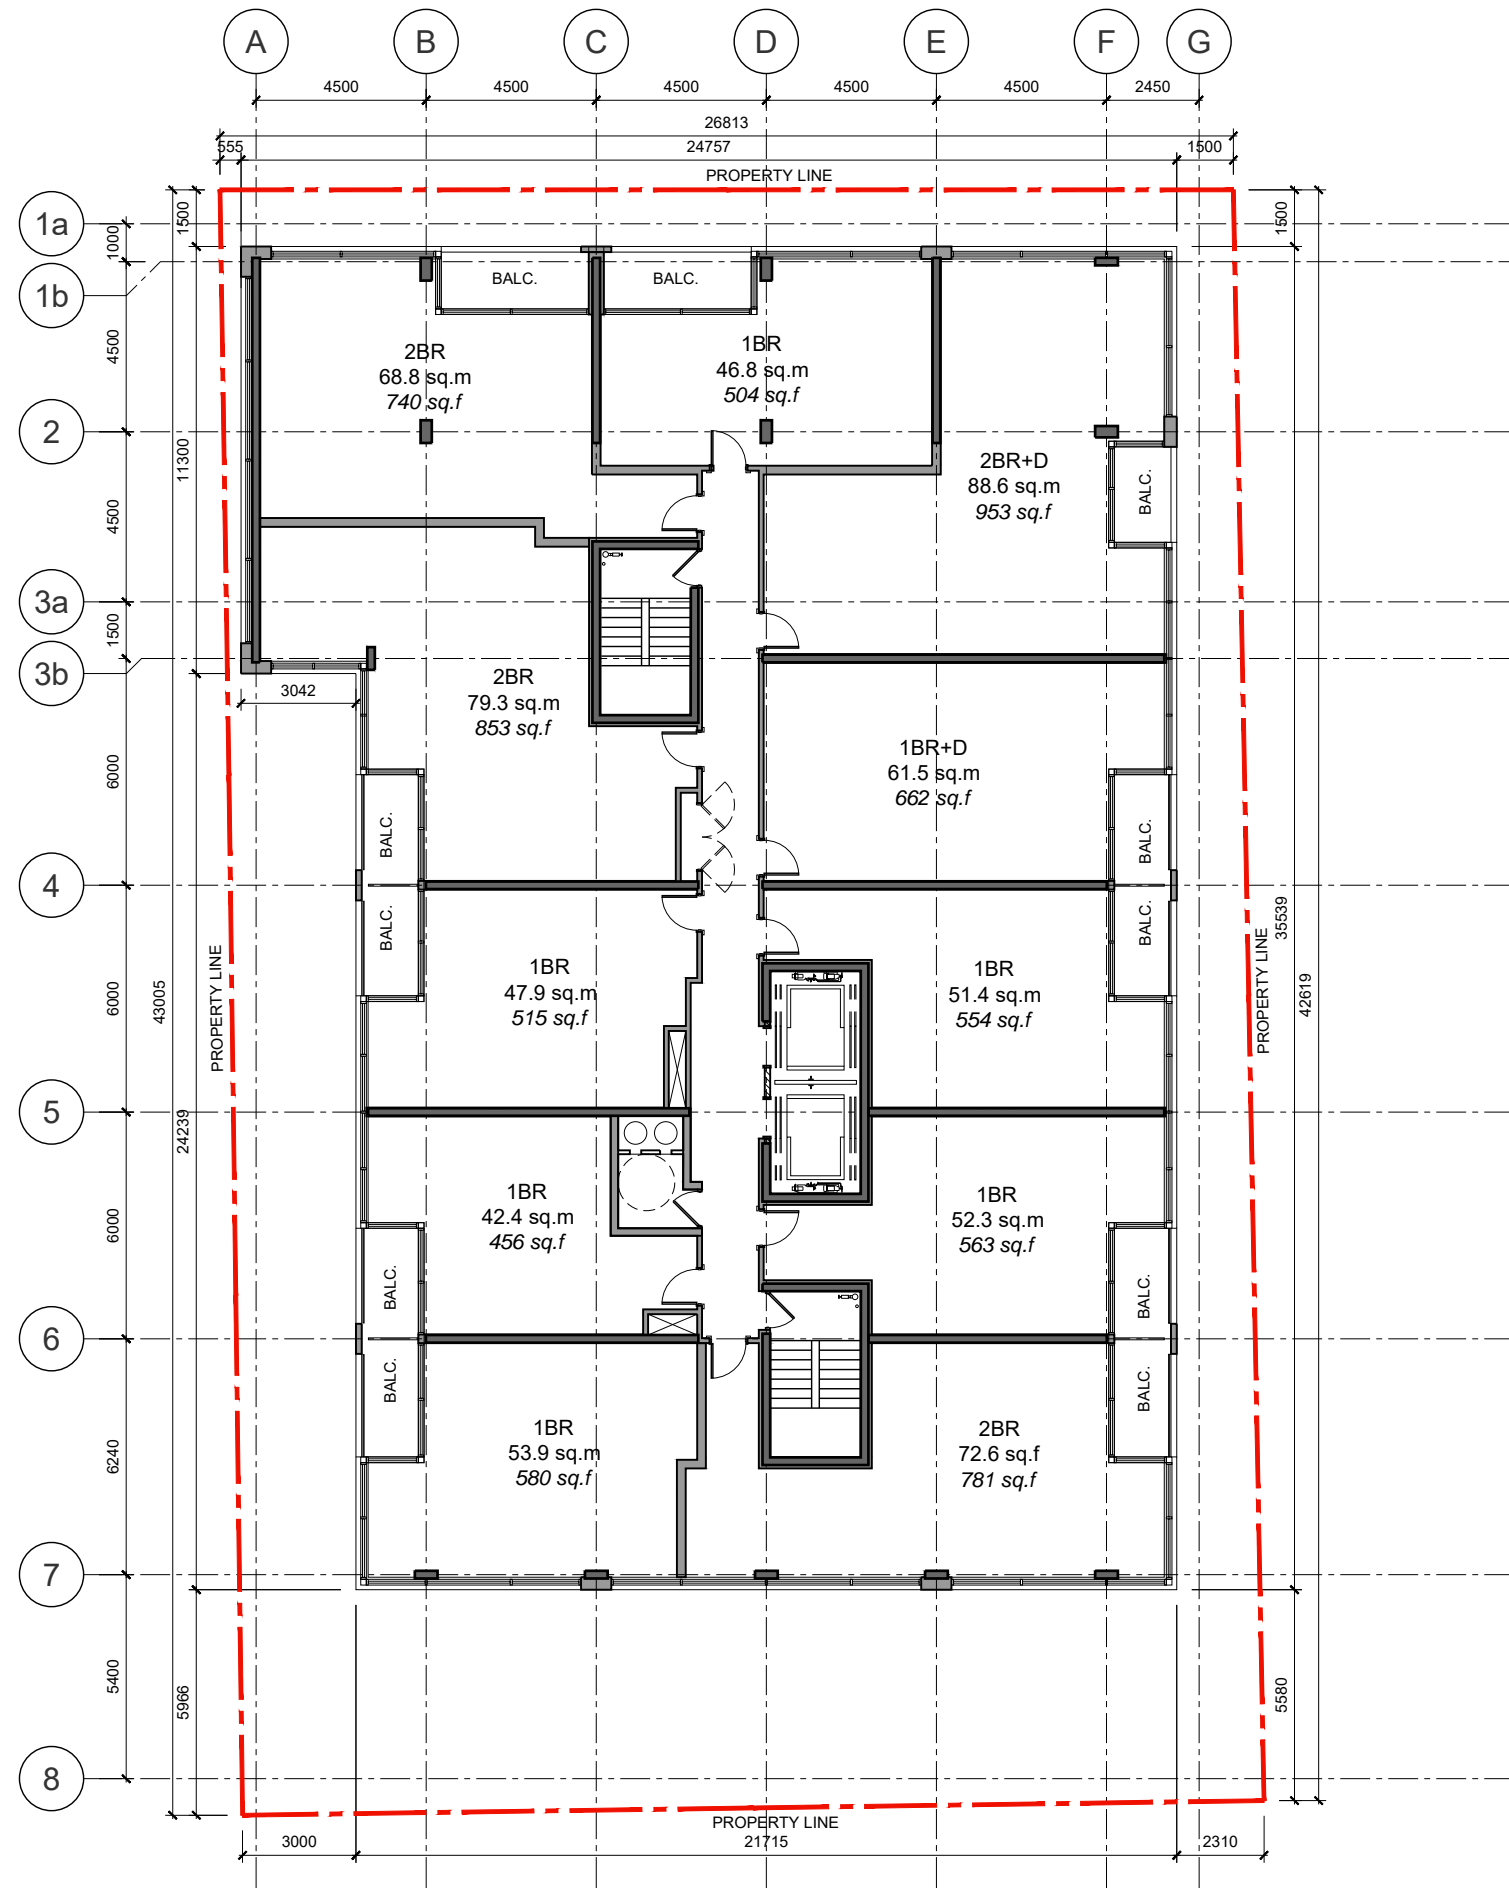 A B C D E F G
4500 4500 4500 4500 4500 2450
26813
555 24757 1500
PROPERTY LINE
1a
1b
2
3a
3b
4
5
6
7
8
1000
4500
4500
1500
6000
6000
6000
6240
5400
1500
11300
24239
5966
43005
PROPERTY LINE
3042
1500
35539
5580
42619
PROPERTY LINE
BALC.
BALC.
2BR
68.8 sq.m
740 sq.f
1BR
46.8 sq.m
504 sq.f
2BR+D
88.6 sq.m
953 sq.f
BALC.
2BR
79.3 sq.m
853 sq.f
1BR+D
61.5 sq.m
662 sq.f
BALC.
BALC.
BALC.
BALC.
1BR
47.9 sq.m
515 sq.f
1BR
51.4 sq.m
554 sq.f
1BR
42.4 sq.m
456 sq.f
1BR
52.3 sq.m
563 sq.f
BALC.
BALC.
BALC.
BALC.
1BR
53.9 sq.m
580 sq.f
2BR
72.6 sq.f
781 sq.f
PROPERTY LINE
3000 21715 2310